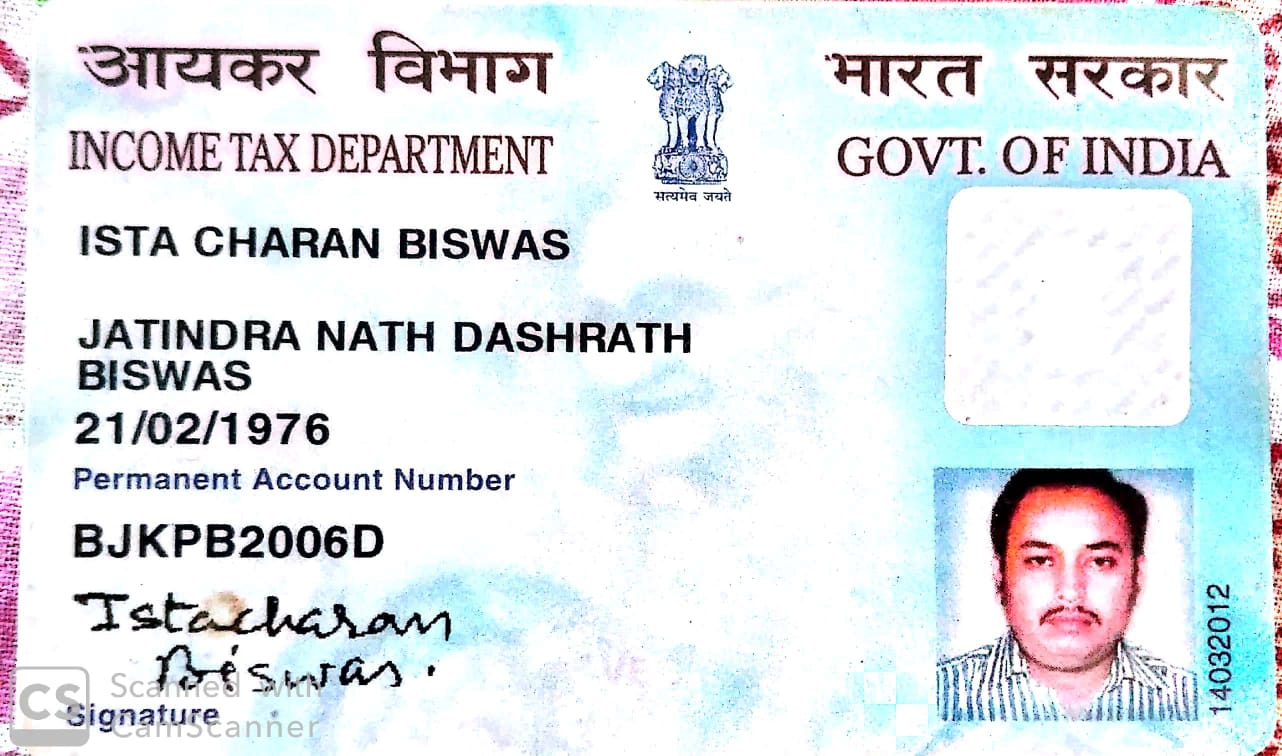 आयकर विभाग
INCOME TAX DEPARTMENT
सत्यमेव जयते
भारत सरकार
GOVT. OF INDIA
ISTA CHARAN BISWAS
JATINDRA NATH DASHRATH
BISWAS
21/02/1976
Permanent Account Number
BJKPB2006D
Istacharan
Biswas.
Signature
14032012
CS Scanned with
CamScanner